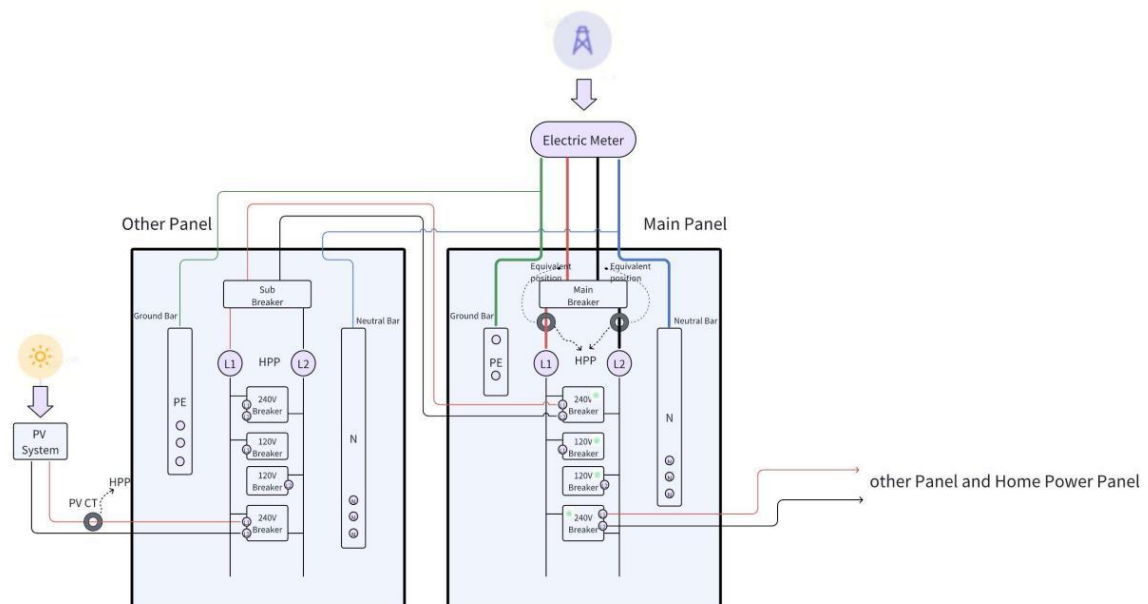 Electric Meter
Other Panel
Main Panel
Equivalent
position
Equivalent
position
Sub
Breaker
Main
Breaker
Ground Bar
Neutral Bar
Ground Bar
Neutral Bar
L1
HPP
L2
L1
HPP
L2
PE
PE
240V
Breaker
240V
Breaker
PE
N
N
120V
Breaker
120V
Breaker
120V
Breaker
120V
Breaker
PV
System
HPP
PV CT
240V
Breaker
240V
Breaker
other Panel and Home Power Panel